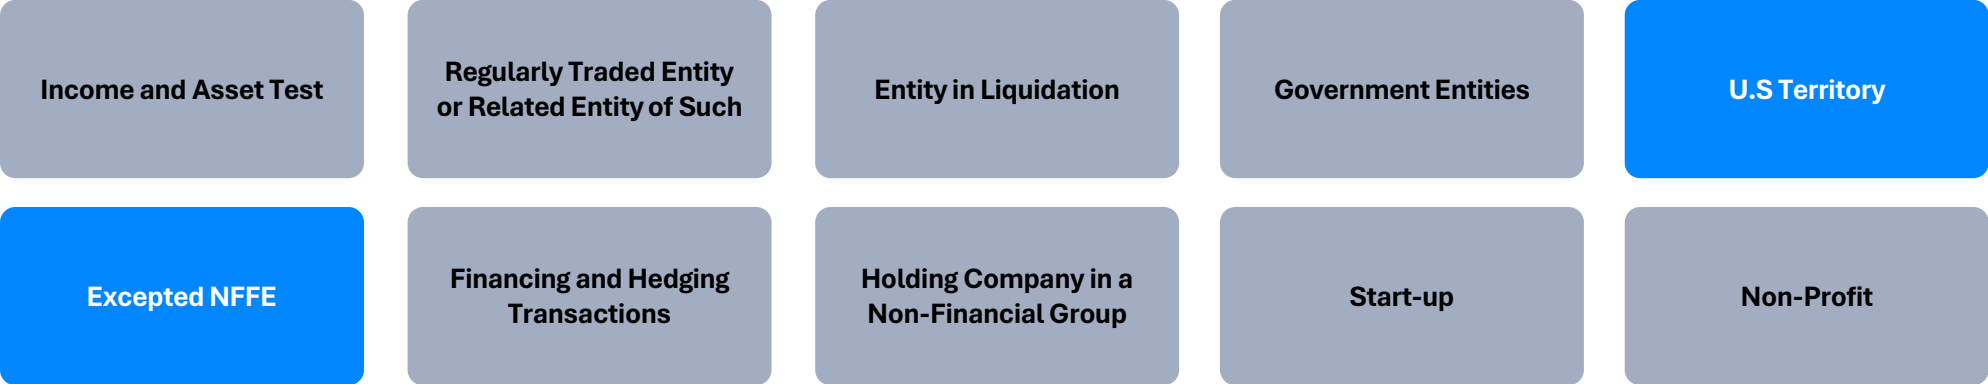 Income and Asset Test
Regularly Traded Entity
or Related Entity of Such
Entity in Liquidation
Government Entities
U.S Territory
Excepted NFFE
Financing and Hedging
Transactions
Holding Company in a
Non-Financial Group
Start-up
Non-Profit